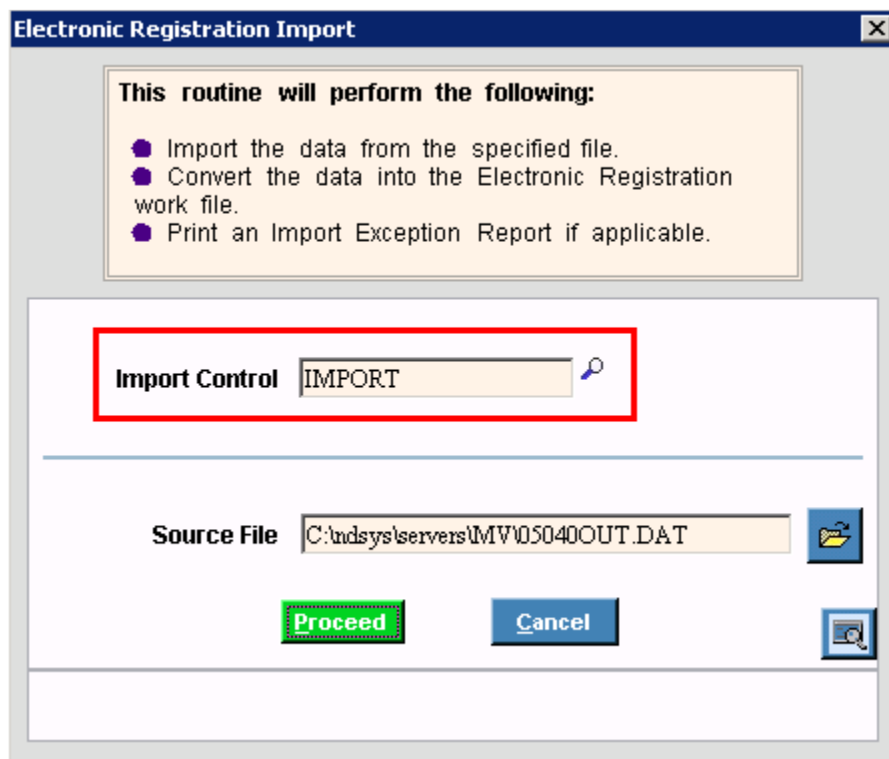 Electronic Registration Import
This routine will perform the following:
Import the data from the specified file.
Convert the data into the Electronic Registration
work file.
Print an Import Exception Report if applicable.
Import Control IMPORT
Source File C:\ndsys\servers\MV\05040OUT.DAT
Proceed Cancel